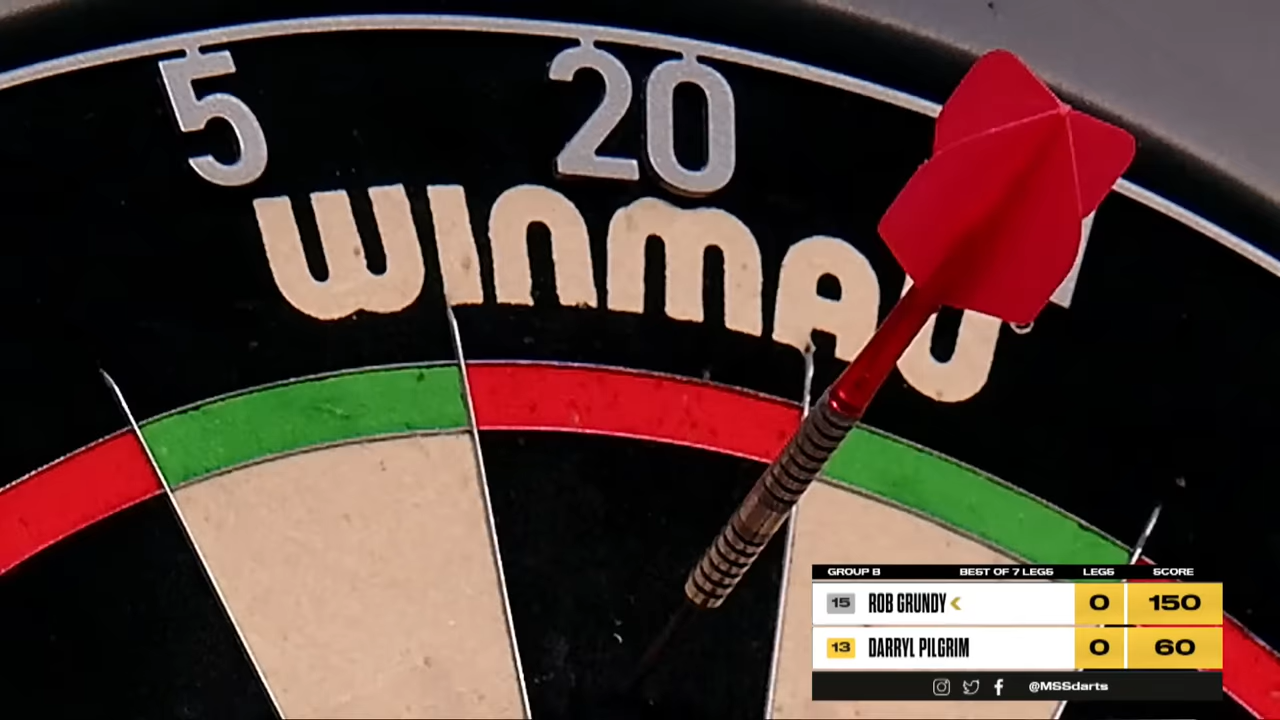 5 20
WINMAU
GROUP B BEST OF 7 LEGS LEGS SCORE
15 ROB GRUNDY 0 150
13 DARRYL PILGRIM 0 60
@MSSdarts